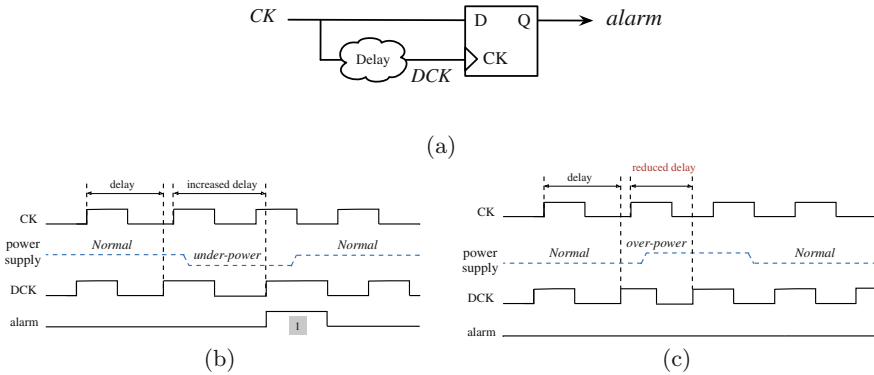 CK
D Q
alarm
Delay
DCK
CK
(a)
delay
increased delay
CK
power
supply
Normal
under-power
Normal
DCK
alarm
1
(b)
delay
reduced delay
CK
power
supply
Normal
over-power
Normal
DCK
alarm
(c)